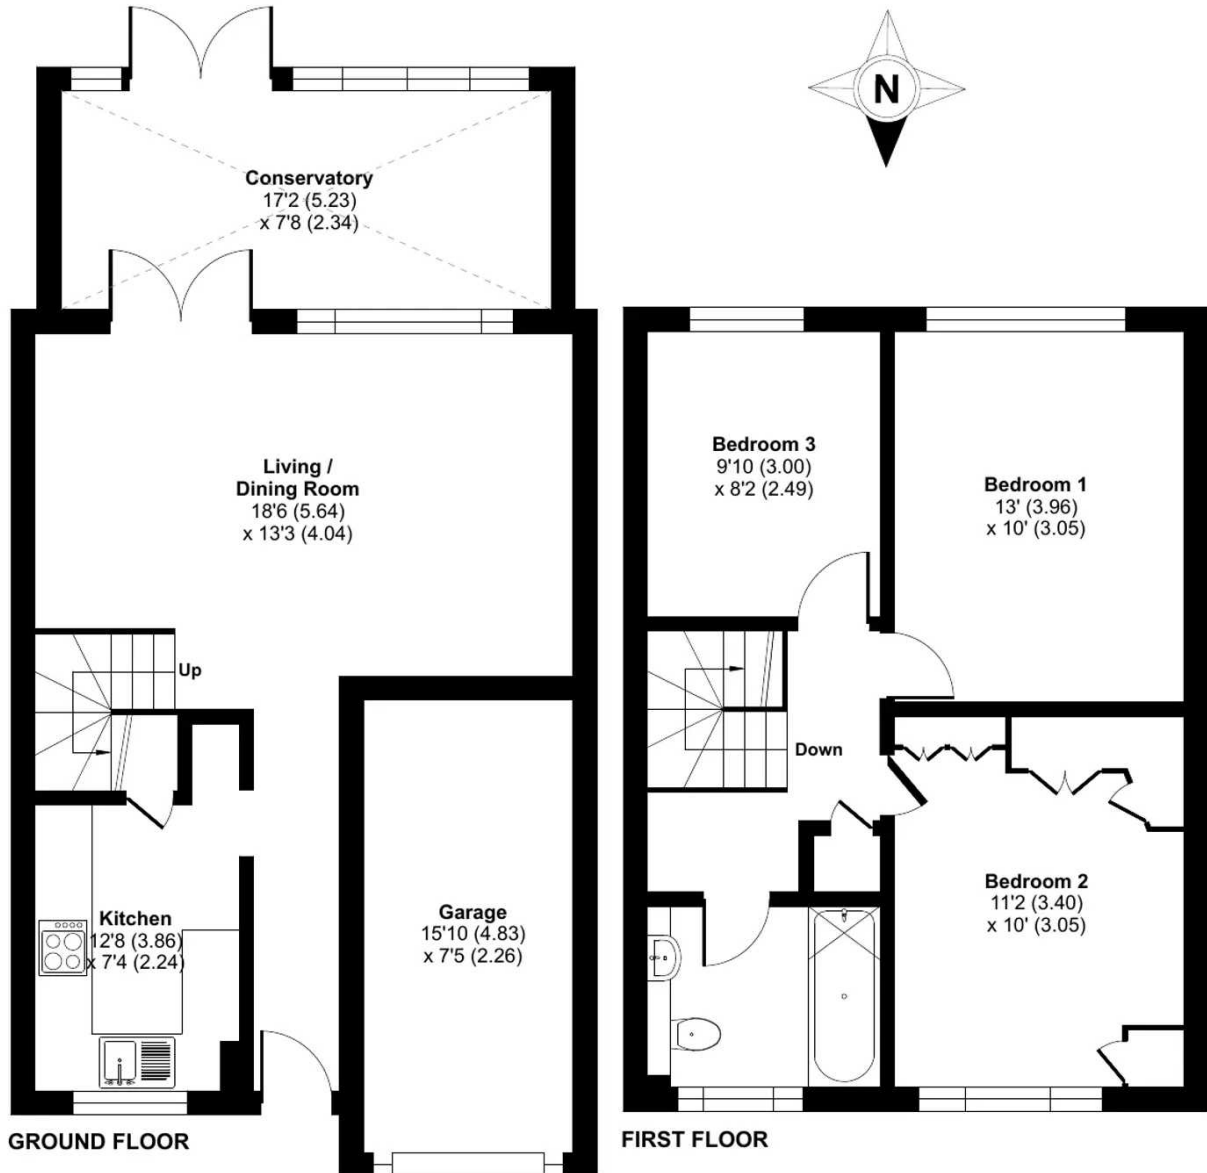 N
Conservatory
17'2 (5.23)
x 7'8 (2.34)
Living /
Dining Room
18'6 (5.64)
x 13'3 (4.04)
Up
Kitchen
12'8 (3.86)
x 7'4 (2.24)
Garage
15'10 (4.83)
x 7'5 (2.26)
GROUND FLOOR
Bedroom 3
9'10 (3.00)
x 8'2 (2.49)
Bedroom 1
13' (3.96)
x 10' (3.05)
Down
Bedroom 2
11'2 (3.40)
x 10' (3.05)
FIRST FLOOR